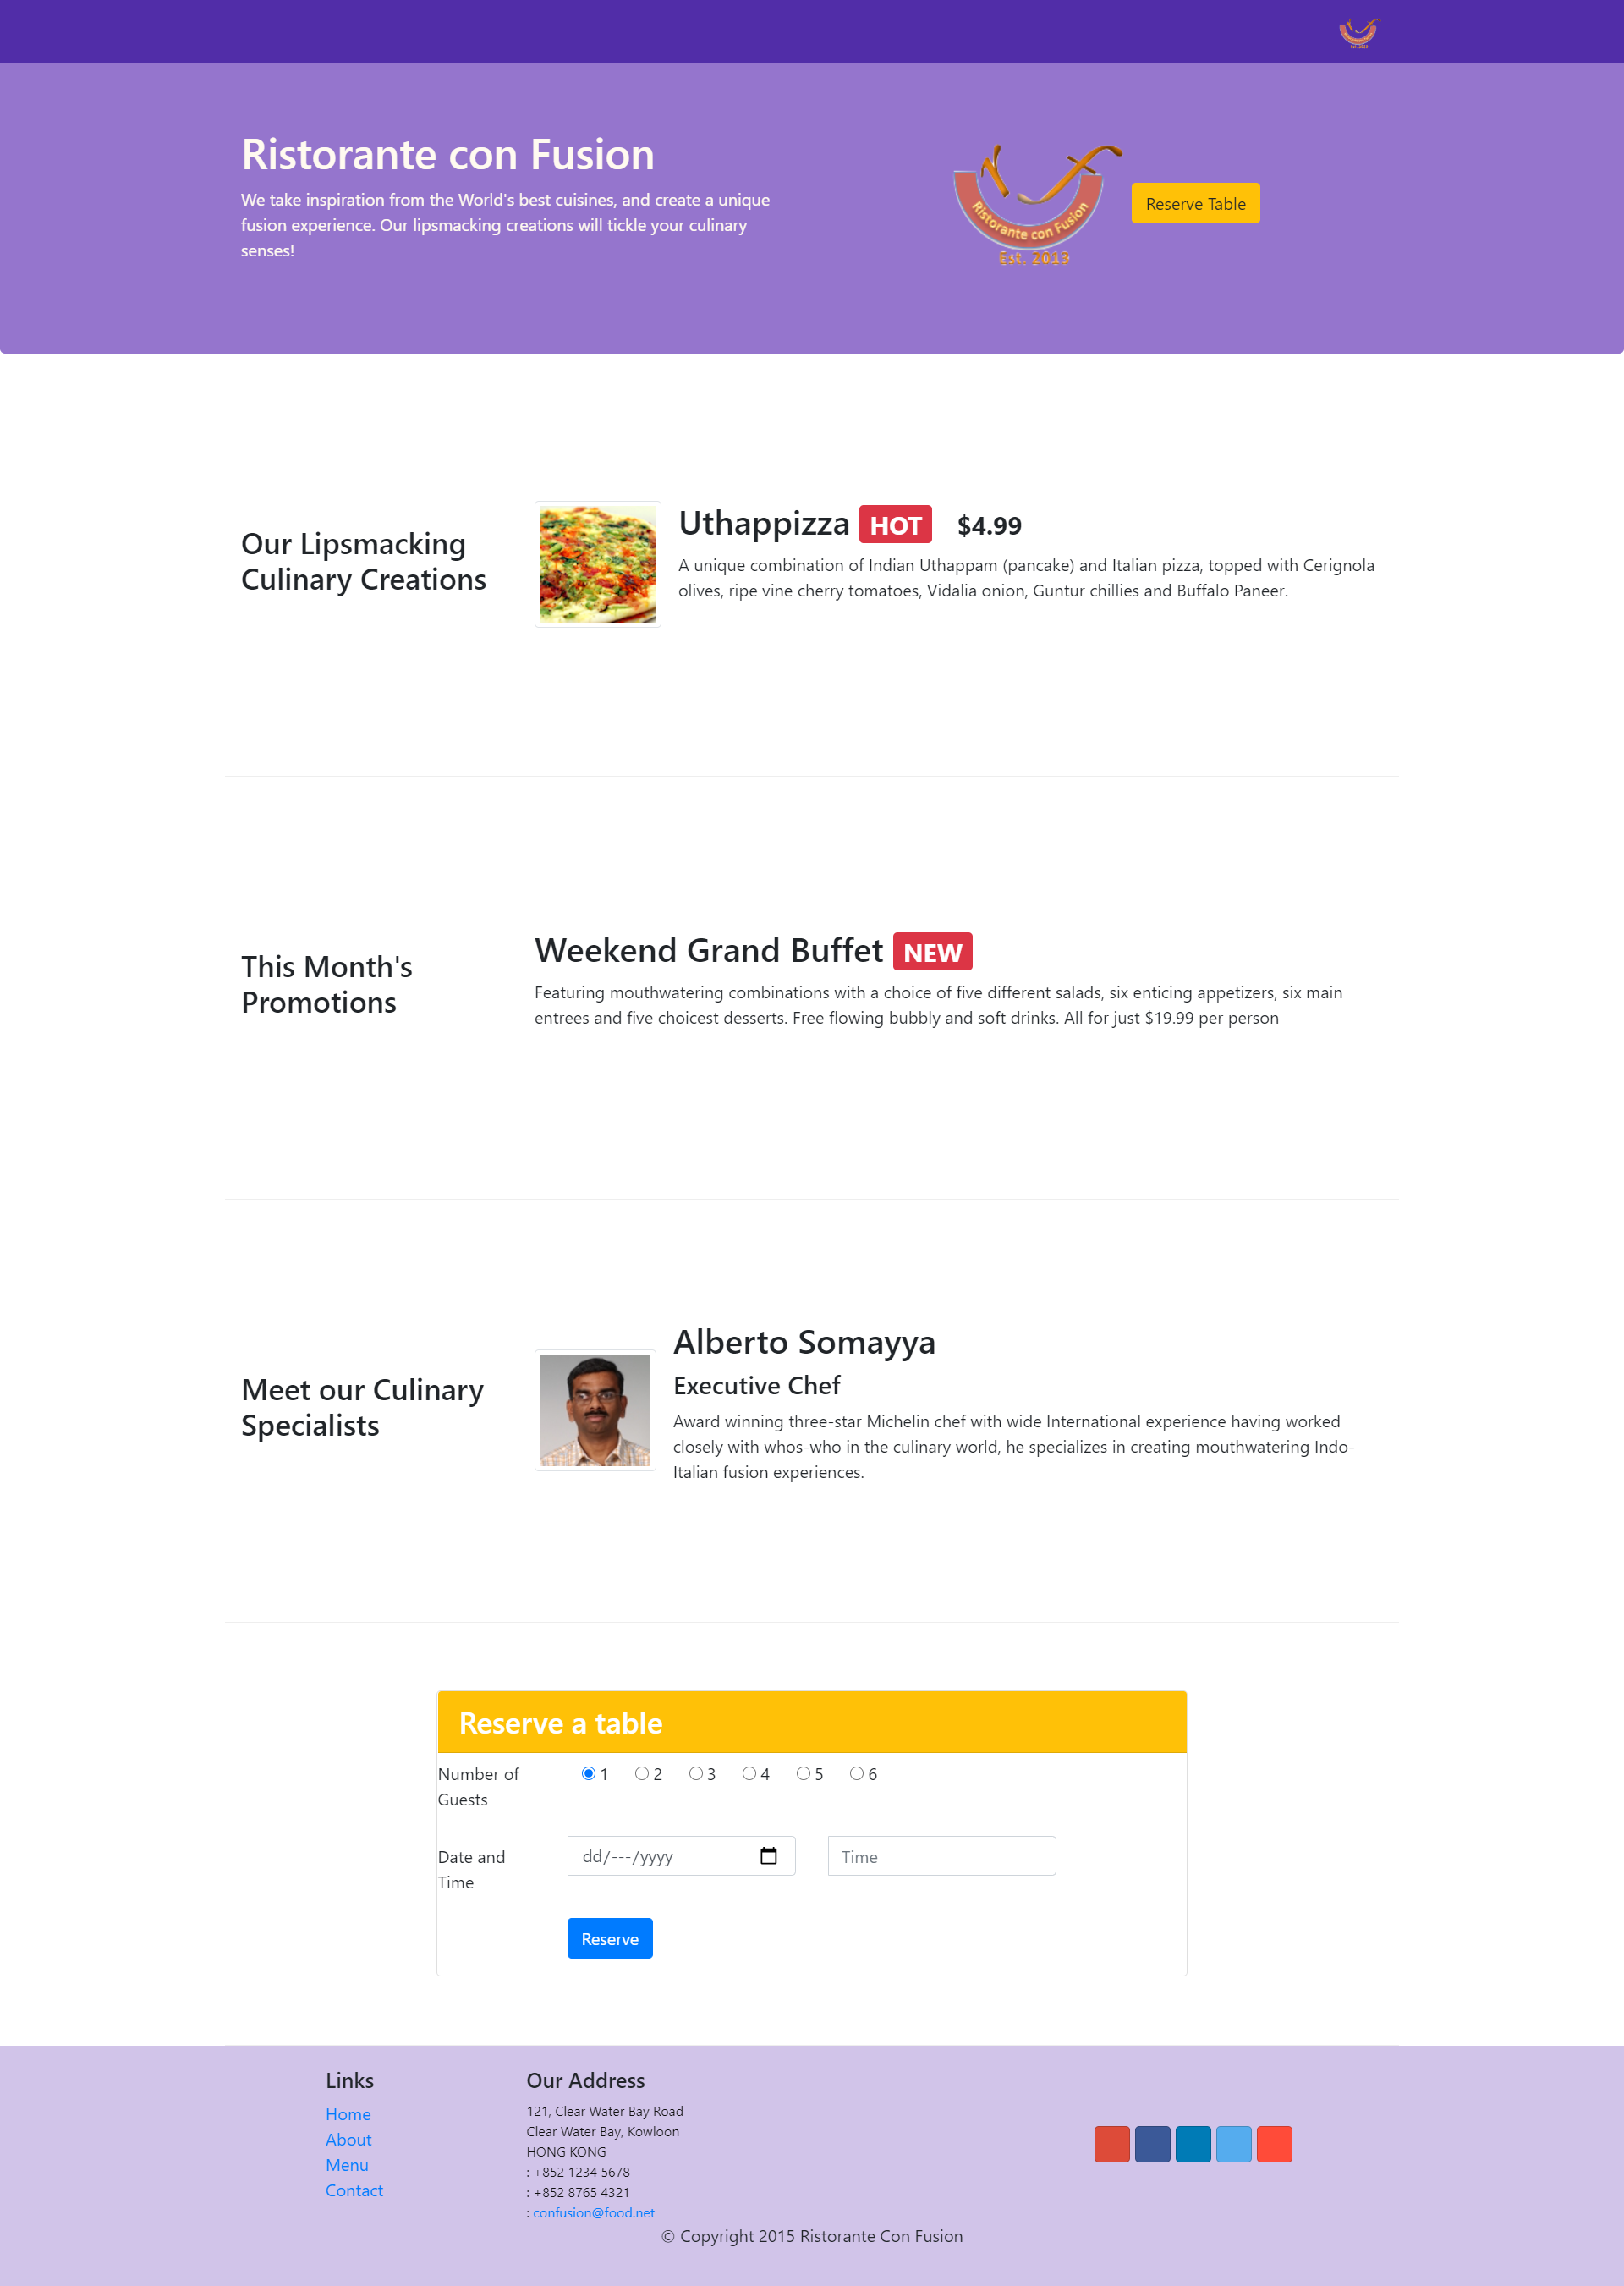 Est. 2013
Ristorante con Fusion
We take inspiration from the World's best cuisines, and create a unique
fusion experience. Our lipsmacking creations will tickle your culinary
senses!
Ristorante con Fusion
Est. 2013
Reserve Table
Our Lipsmacking
Culinary Creations
Uthappizza HOT $4.99
A unique combination of Indian Uthappam (pancake) and Italian pizza, topped with Cerignola
olives, ripe vine cherry tomatoes, Vidalia onion, Guntur chillies and Buffalo Paneer.
This Month's
Promotions
Weekend Grand Buffet NEW
Featuring mouthwatering combinations with a choice of five different salads, six enticing appetizers, six main
entrees and five choicest desserts. Free flowing bubbly and soft drinks. All for just $19.99 per person
Meet our Culinary
Specialists
Alberto Somayya
Executive Chef
Award winning three-star Michelin chef with wide International experience having worked
closely with whos-who in the culinary world, he specializes in creating mouthwatering Indo-
Italian fusion experiences.
Reserve a table
Number of
Guests
1 2 3 4 5 6
Date and
Time
dd/---/yyyy
Time
Reserve
Links
Home
About
Menu
Contact
Our Address
121, Clear Water Bay Road
Clear Water Bay, Kowloon
HONG KONG
: +852 1234 5678
: +852 8765 4321
: confusion@food.net
© Copyright 2015 Ristorante Con Fusion